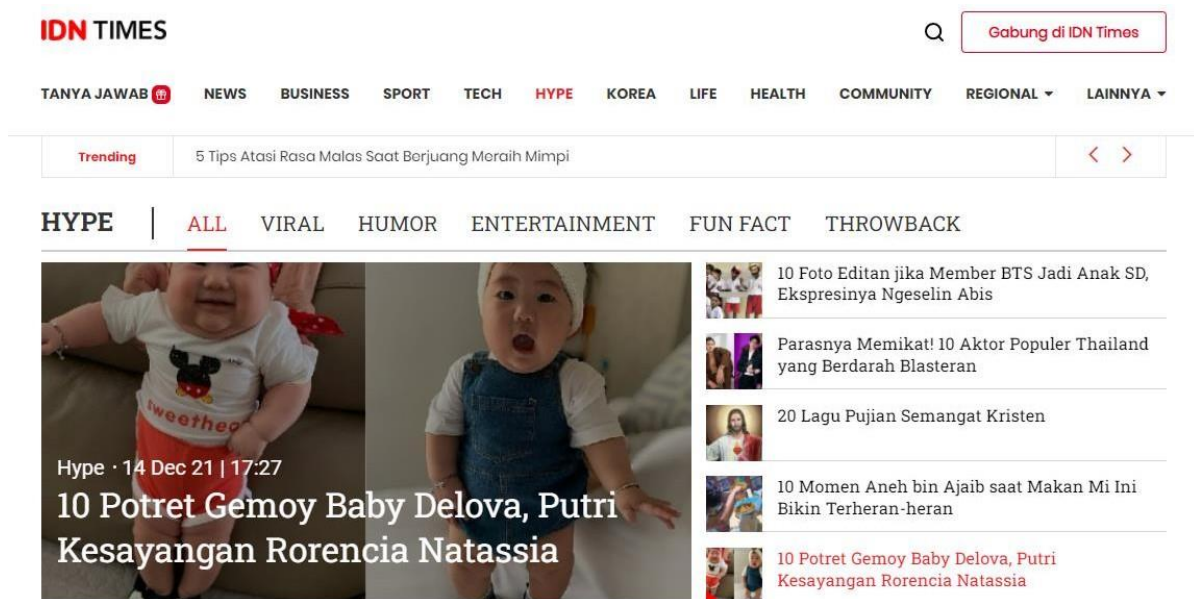 IDN TIMES
Gabung di IDN Times
TANYA JAWAB
NEWS
BUSINESS
SPORT
TECH
HYPE
KOREA
LIFE
HEALTH
COMMUNITY
REGIONAL
LAINNYA
Trending
5 Tips Atasi Rasa Malas Saat Berjuang Meraih Mimpi
HYPE
ALL
VIRAL
HUMOR
ENTERTAINMENT
FUN FACT
THROWBACK
sweethea
Hype · 14 Dec 21 | 17:27
10 Potret Gemoy Baby Delova, Putri
Kesayangan Rorencia Natassia
10 Foto Editan jika Member BTS Jadi Anak SD,
Ekspresinya Ngeselin Abis
Parasnya Memikat! 10 Aktor Populer Thailand
yang Berdarah Blasteran
20 Lagu Pujian Semangat Kristen
10 Momen Aneh bin Ajaib saat Makan Mi Ini
Bikin Terheran-heran
10 Potret Gemoy Baby Delova, Putri
Kesayangan Rorencia Natassia